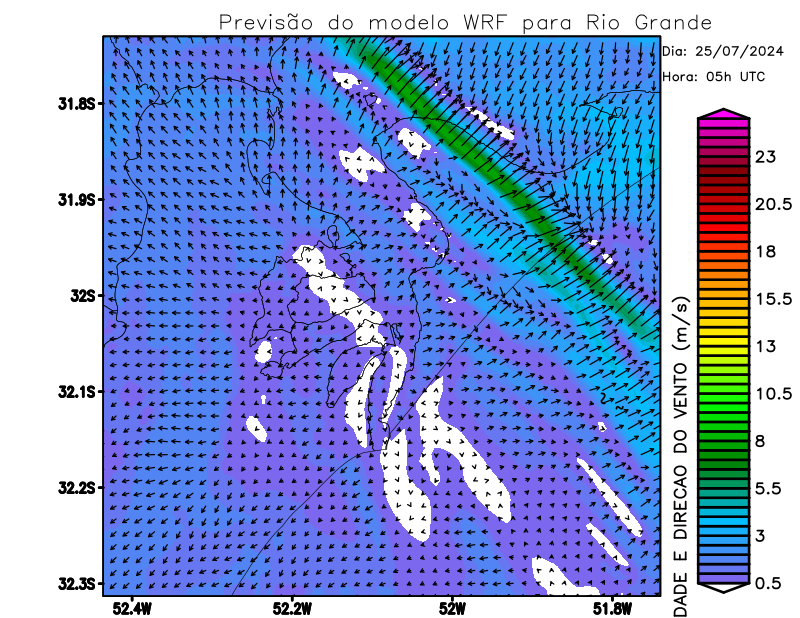 Previsão do modelo WRF para Rio Grande
Dia: 25/07/2024
Hora: 05h UTC
31.8S
31.9S
32S
32.1S
32.2S
32.3S
52.4W
52.2W
52W
51.8W
23
20.5
18
15.5
13
10.5
8
5.5
3
0.5
DADE E DIRECAO DO VENTO (m/s)